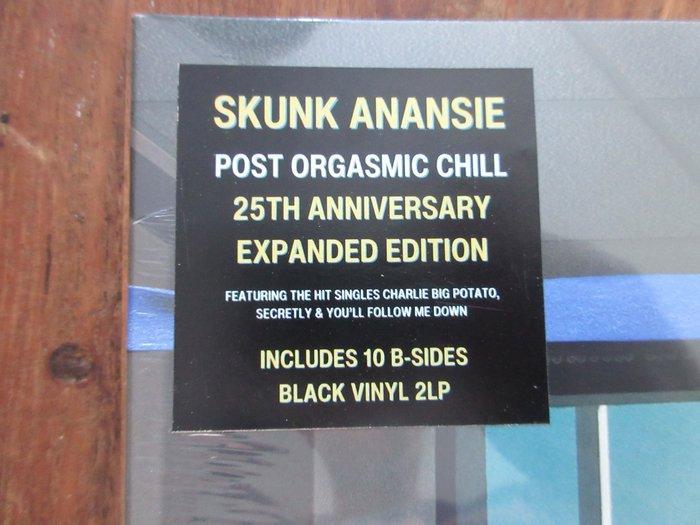 SKUNK ANANSIE
POST ORGASMIC CHILL
25TH ANNIVERSARY
EXPANDED EDITION
FEATURING THE HIT SINGLES CHARLIE BIG POTATO,
SECRETLY & YOU'LL FOLLOW ME DOWN
INCLUDES 10 B-SIDES
BLACK VINYL 2LP